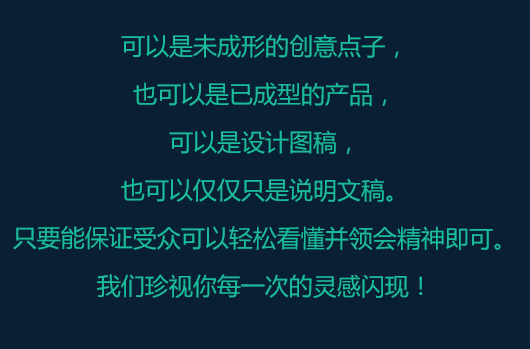 可以是未成形的创意点子，
也可以是已成型的产品，
可以是设计图稿，
也可以仅仅只是说明文稿。
只要能保证受众可以轻松看懂并领会精神即可。
我们珍视你每一次的灵感闪现！